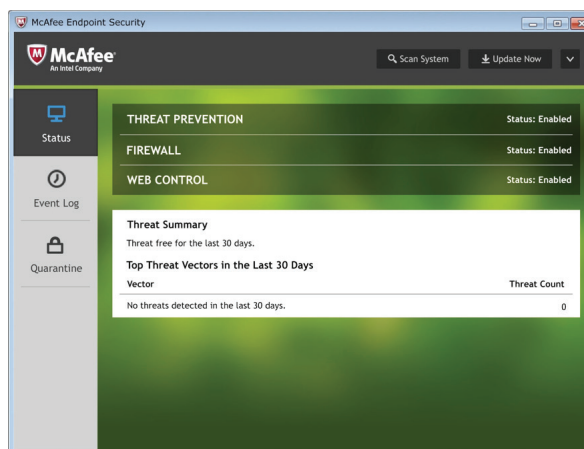 McAfee Endpoint Security
McAfee
An Intel Company
Scan System
Update Now
Status
Event Log
Quarantine
THREAT PREVENTION Status: Enabled
FIREWALL Status: Enabled
WEB CONTROL Status: Enabled
Threat Summary
Threat free for the last 30 days.
Top Threat Vectors in the Last 30 Days
Vector Threat Count
No threats detected in the last 30 days. 0